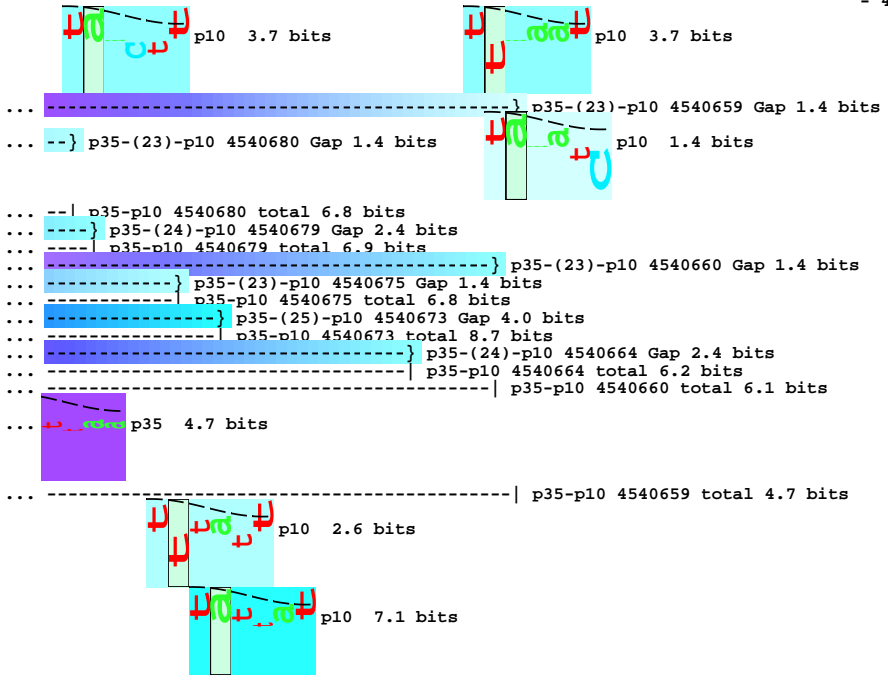 - 4
ta_ctt p10 3.7 bits
tt_aat p10 3.7 bits
... ---------------------------------------------------} p35-(23)-p10 4540659 Gap 1.4 bits
... --} p35-(23)-p10 4540680 Gap 1.4 bits
ta_atc p10 1.4 bits
... --| p35-p10 4540680 total 6.8 bits
... ----} p35-(24)-p10 4540679 Gap 2.4 bits
... ----| p35-p10 4540679 total 6.9 bits
... -------------------------------------------------} p35-(23)-p10 4540660 Gap 1.4 bits
... -------------} p35-(23)-p10 4540675 Gap 1.4 bits
... -------------| p35-p10 4540675 total 6.8 bits
... ------------------} p35-(25)-p10 4540673 Gap 4.0 bits
... ------------------| p35-p10 4540673 total 8.7 bits
... ---------------------------------------} p35-(24)-p10 4540664 Gap 2.4 bits
... ---------------------------------------| p35-p10 4540664 total 6.2 bits
... ------------------------------------------------| p35-p10 4540660 total 6.1 bits
... p35 4.7 bits
... --------------------------------------------------| p35-p10 4540659 total 4.7 bits
tttatt p10 2.6 bits
tat_at p10 7.1 bits